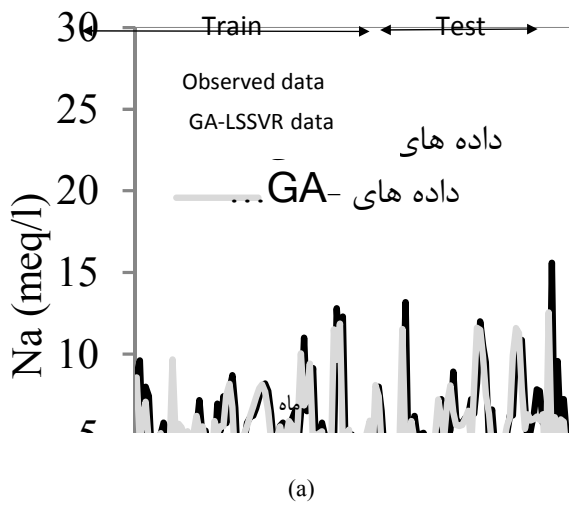 30
Train
Test
25
Observed data
GA-LSSVR data
داده های
20
داده های -GA...
15
Na (meq/l)
10
ماه
5
(a)